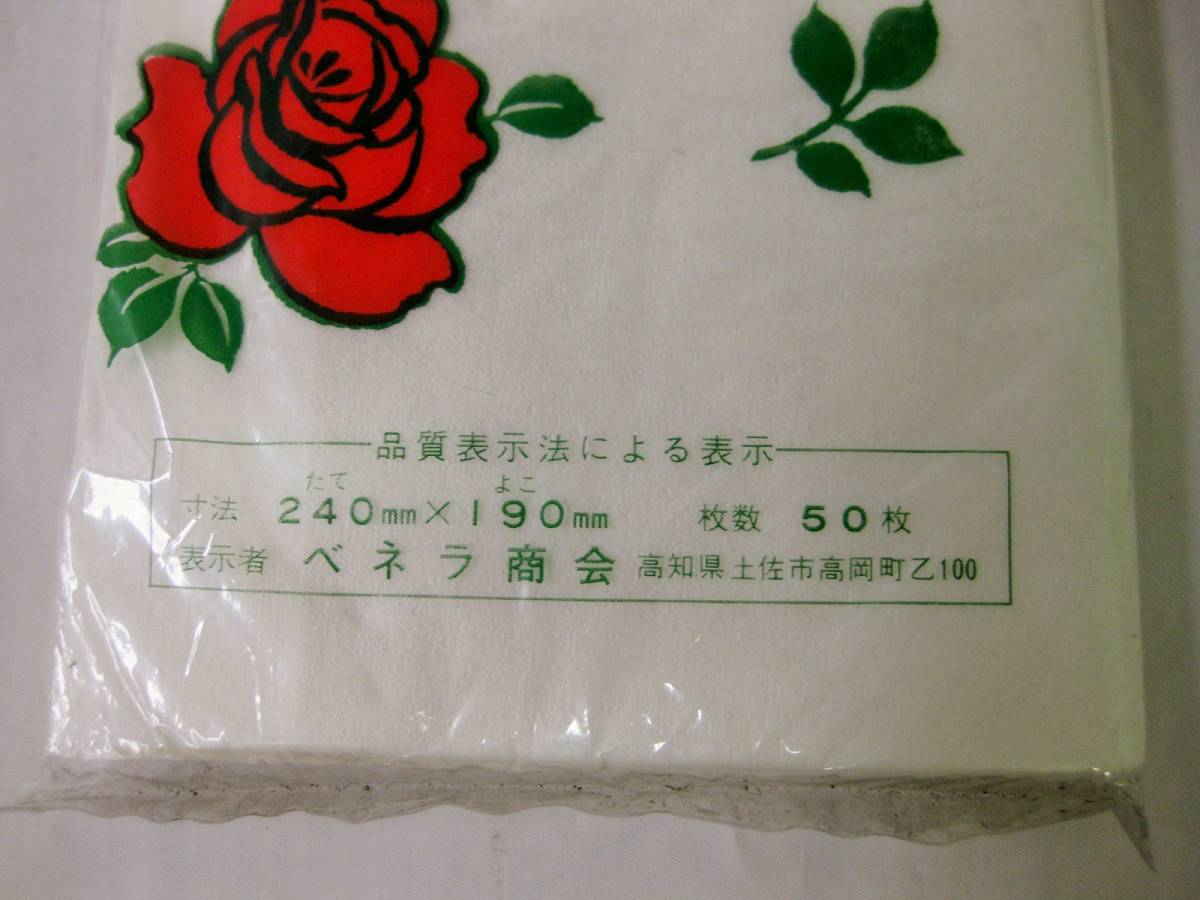 品質表示法による表示
たて よこ
寸法 240mm×190mm 枚数 50枚
表示者 ベネラ商会 高知県土佐市高岡町乙100